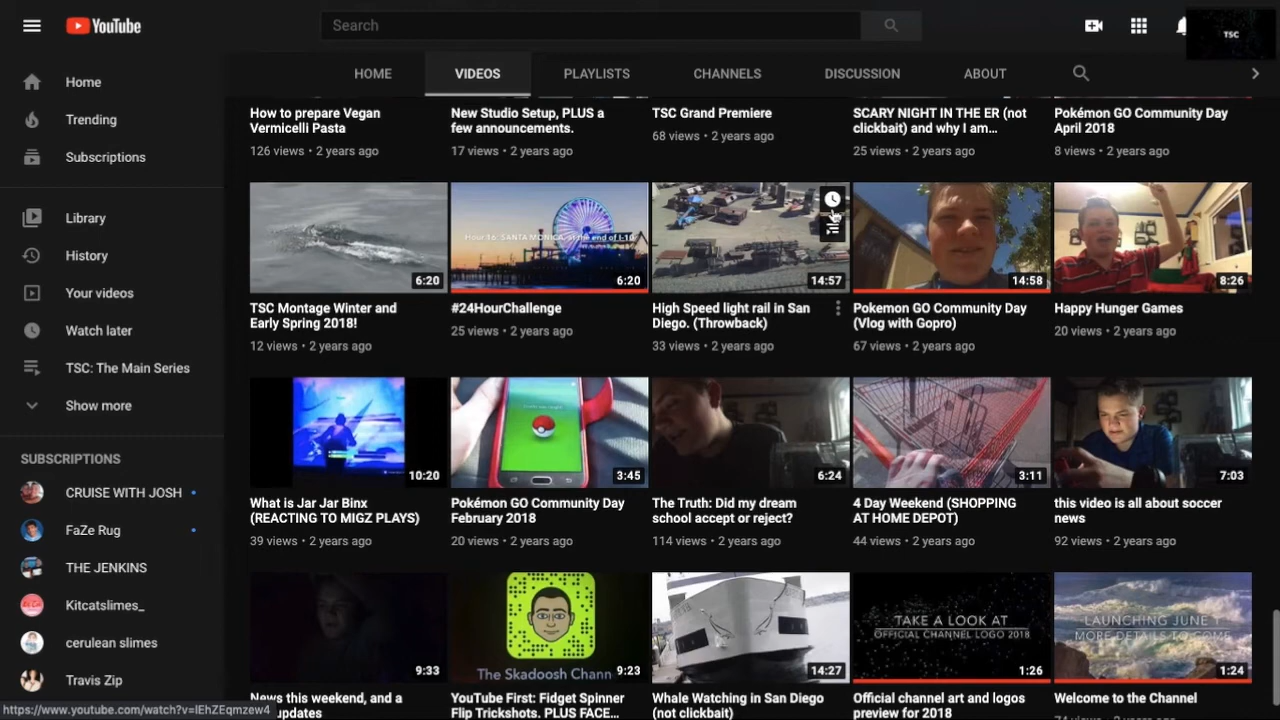 YouTube
Search
TSC
HOME
VIDEOS
PLAYLISTS
CHANNELS
DISCUSSION
ABOUT
Home
Trending
Subscriptions
Library
History
Your videos
Watch later
TSC: The Main Series
Show more
SUBSCRIPTIONS
CRUISE WITH JOSH
FaZe Rug
THE JENKINS
Kitcatslimes_
cerulean slimes
Travis Zip
How to prepare Vegan
Vermicelli Pasta
126 views • 2 years ago
New Studio Setup, PLUS a
few announcements.
17 views • 2 years ago
TSC Grand Premiere
68 views • 2 years ago
SCARY NIGHT IN THE ER (not
clickbait) and why I am...
25 views • 2 years ago
Pokémon GO Community Day
April 2018
8 views • 2 years ago
6:20
TSC Montage Winter and
Early Spring 2018!
12 views • 2 years ago
Hour 16: SANTA MONICA, at the end of I-10
6:20
#24HourChallenge
25 views • 2 years ago
14:57
High Speed light rail in San
Diego. (Throwback)
33 views • 2 years ago
14:58
Pokemon GO Community Day
(Vlog with Gopro)
67 views • 2 years ago
8:26
Happy Hunger Games
20 views • 2 years ago
10:20
What is Jar Jar Binx
(REACTING TO MIGZ PLAYS)
39 views • 2 years ago
3:45
Pokémon GO Community Day
February 2018
20 views • 2 years ago
6:24
The Truth: Did my dream
school accept or reject?
114 views • 2 years ago
3:11
4 Day Weekend (SHOPPING
AT HOME DEPOT)
44 views • 2 years ago
7:03
this video is all about soccer
news
92 views • 2 years ago
9:33
News this weekend, and a
updates
The Skadoosh Chann
9:23
YouTube First: Fidget Spinner
Flip Trickshots. PLUS FACE...
14:27
Whale Watching in San Diego
(not clickbait)
TAKE A LOOK AT
OFFICIAL CHANNEL LOGO 2018
1:26
Official channel art and logos
preview for 2018
LAUNCHING JUNE 1
MORE DETAILS TO COME
1:24
Welcome to the Channel
https://www.youtube.com/watch?v=lEhZEqmzew4